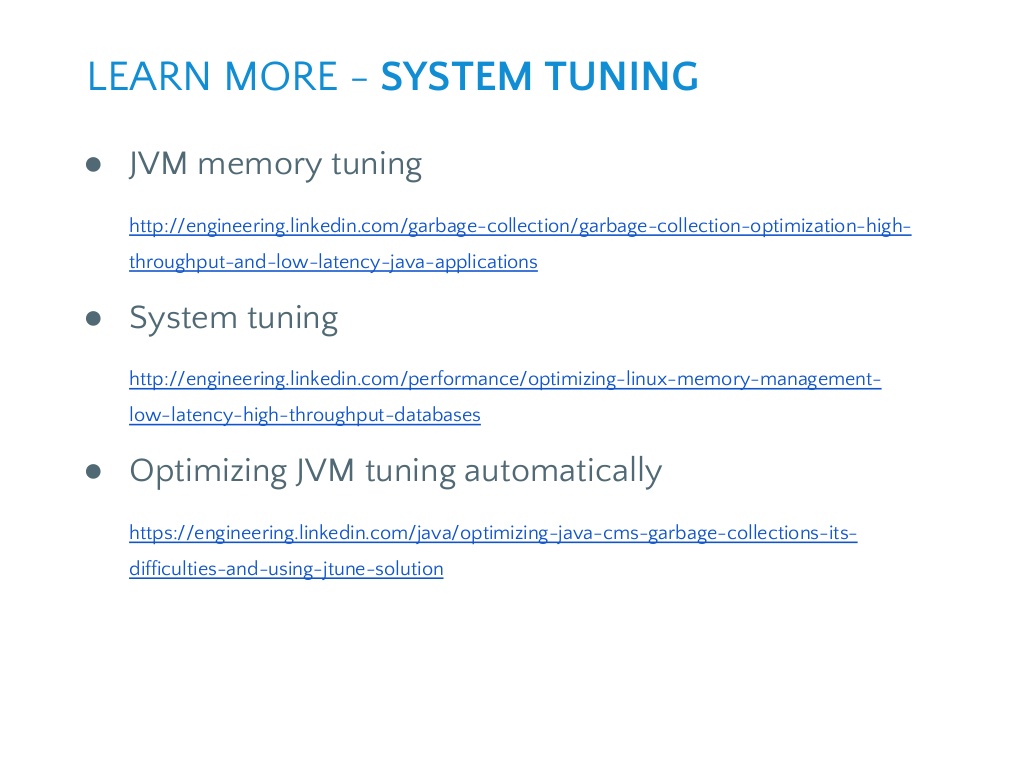 LEARN MORE – SYSTEM TUNING
● JVM memory tuning
http://engineering.linkedin.com/garbage-collection/garbage-collection-optimization-high-
throughput-and-low-latency-java-applications
● System tuning
http://engineering.linkedin.com/performance/optimizing-linux-memory-management-
low-latency-high-throughput-databases
● Optimizing JVM tuning automatically
https://engineering.linkedin.com/java/optimizing-java-cms-garbage-collections-its-
difficulties-and-using-jtune-solution